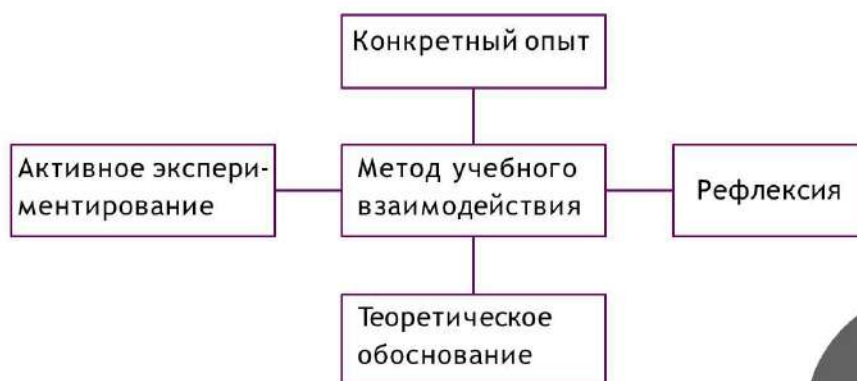 Конкретный опыт
Активное экспери-
ментирование
Метод учебного
взаимодействия
Рефлексия
Теоретическое
обоснование